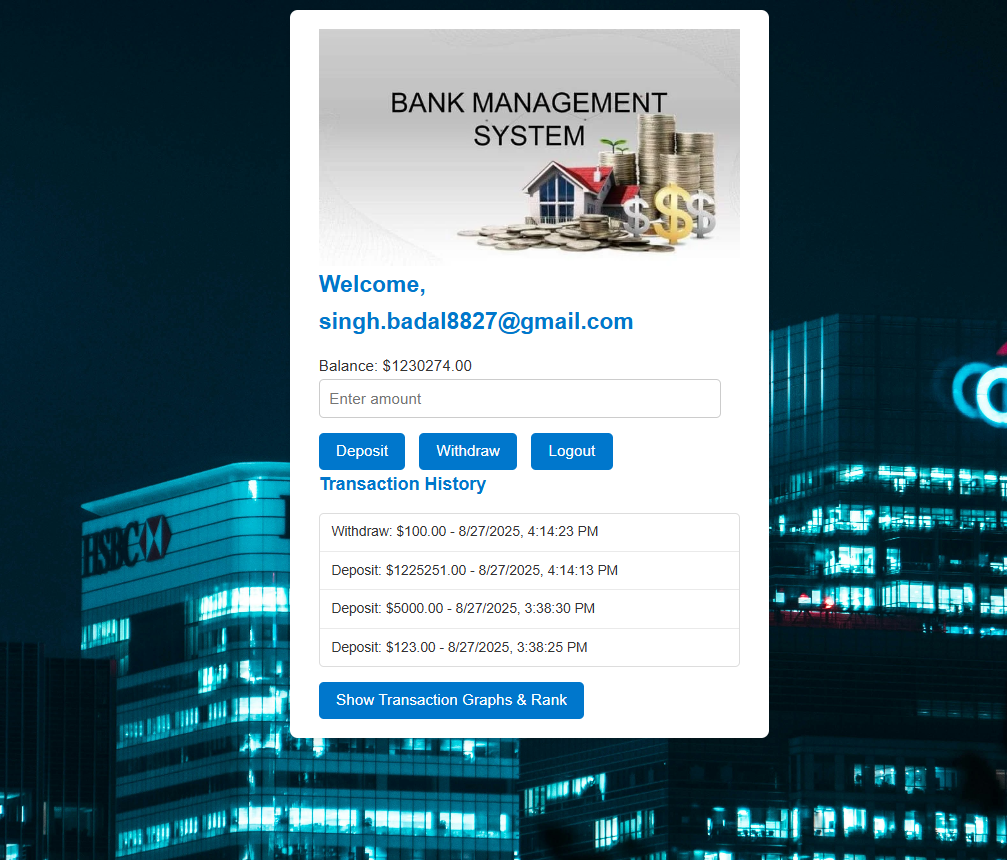 BANK MANAGEMENT
SYSTEM
Welcome,
singh.badal8827@gmail.com
Balance: $1230274.00
Enter amount
Deposit Withdraw Logout
Transaction History
HSBC
Withdraw: $100.00 - 8/27/2025, 4:14:23 PM
Deposit: $1225251.00 - 8/27/2025, 4:14:13 PM
Deposit: $5000.00 - 8/27/2025, 3:38:30 PM
Deposit: $123.00 - 8/27/2025, 3:38:25 PM
Show Transaction Graphs & Rank